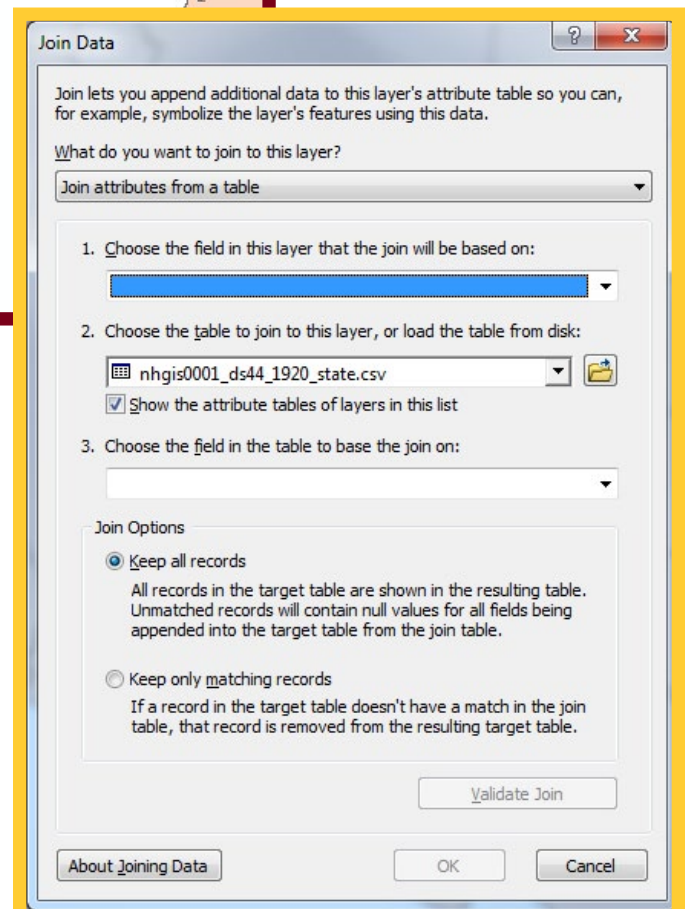 Join Data
Join lets you append additional data to this layer's attribute table so you can,
for example, symbolize the layer's features using this data.
What do you want to join to this layer?
Join attributes from a table
1. Choose the field in this layer that the join will be based on:
2. Choose the table to join to this layer, or load the table from disk:
nhgis0001_ds44_1920_state.csv
Show the attribute tables of layers in this list
3. Choose the field in the table to base the join on:
Join Options
Keep all records
All records in the target table are shown in the resulting table.
Unmatched records will contain null values for all fields being
appended into the target table from the join table.
Keep only matching records
If a record in the target table doesn't have a match in the join
table, that record is removed from the resulting target table.
Validate Join
About Joining Data
OK
Cancel